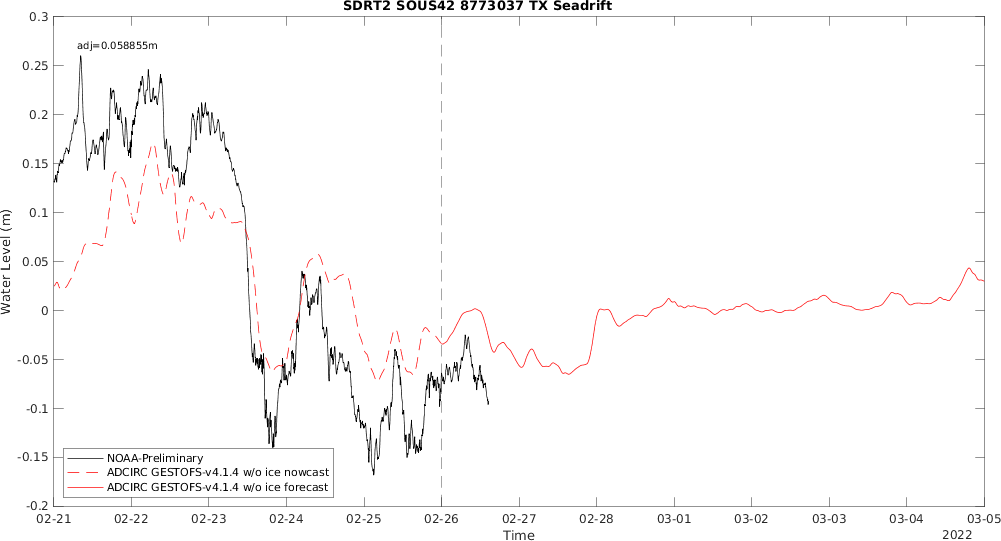 SDRT2 SOUS42 8773037 TX Seadrift
adj=0.058855m
0.3
0.25
0.2
0.15
0.1
0.05
0
-0.05
-0.1
-0.15
-0.2
Water Level (m)
NOAA-Preliminary
ADCIRC GESTOFS-v4.1.4 w/o ice nowcast
ADCIRC GESTOFS-v4.1.4 w/o ice forecast
02-21 02-22 02-23 02-24 02-25 02-26 02-27 02-28 03-01 03-02 03-03 03-04 03-05
Time
2022